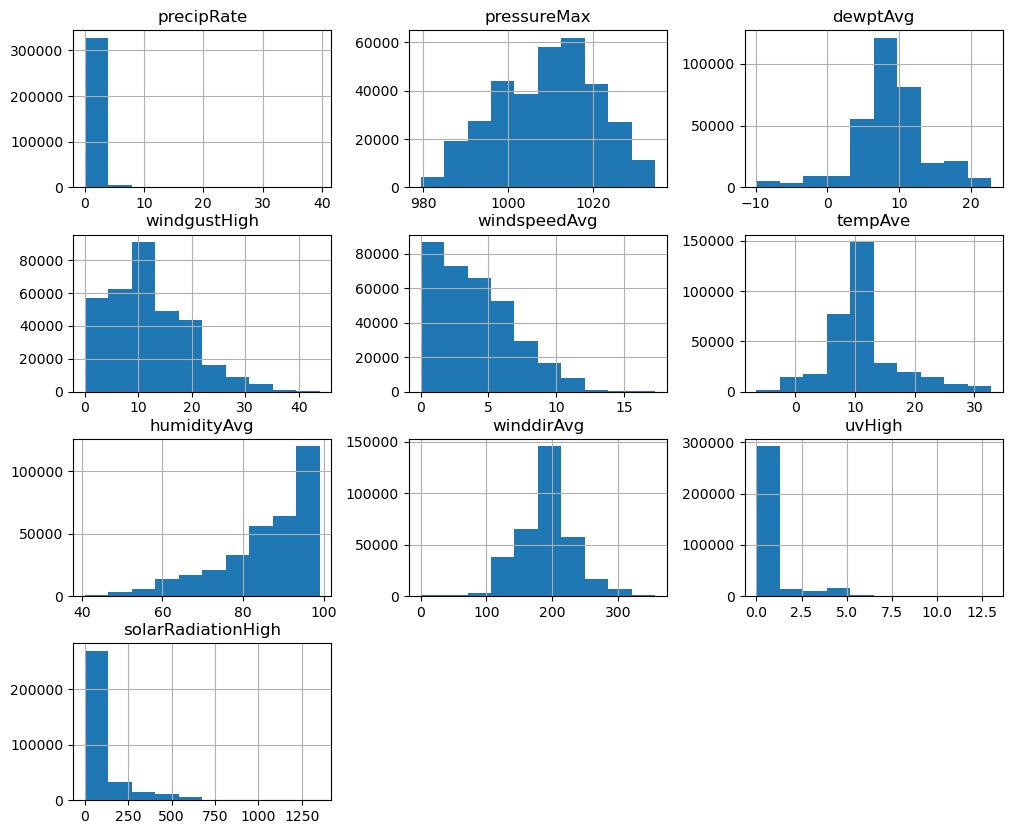 precipRate
300000
200000
100000
0
0 10 20 30 40
pressureMax
60000
40000
20000
0
980 1000 1020
dewptAvg
100000
50000
0
−10 0 10 20
windgustHigh
80000
60000
40000
20000
0
0 10 20 30 40
windspeedAvg
80000
60000
40000
20000
0
0 5 10 15
tempAve
150000
100000
50000
0
0 10 20 30
humidityAvg
100000
50000
0
40 60 80 100
winddirAvg
150000
100000
50000
0
0 100 200 300
uvHigh
300000
200000
100000
0
0.0 2.5 5.0 7.5 10.0 12.5
solarRadiationHigh
200000
100000
0
0 250 500 750 1000 1250